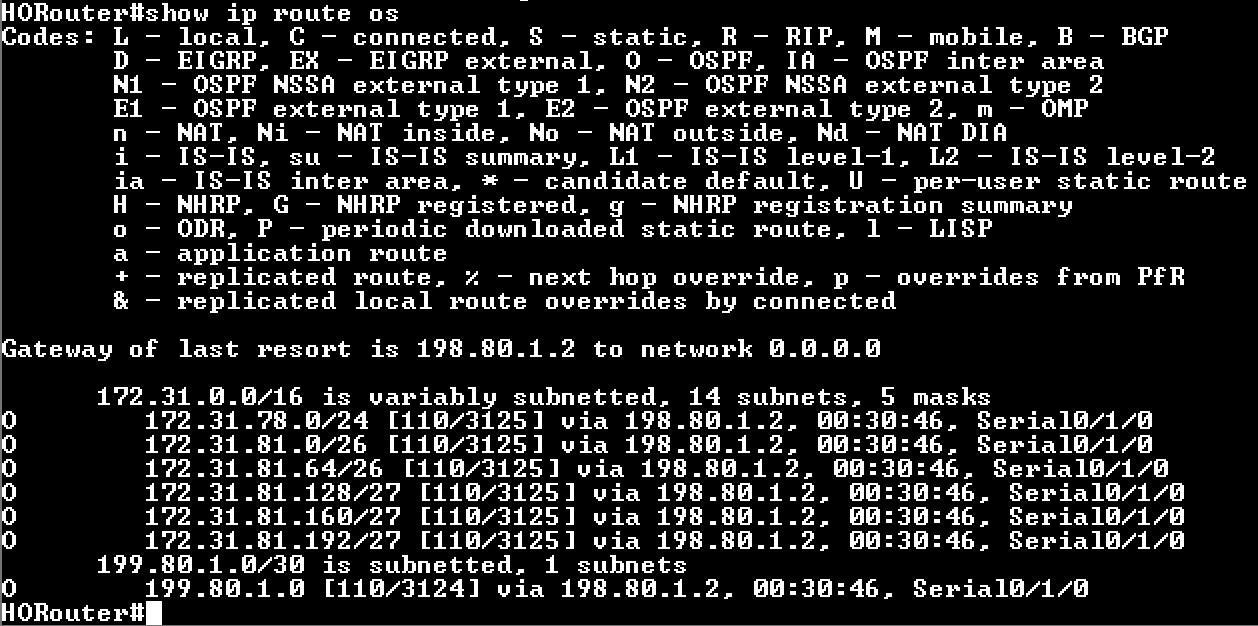 HORouter#show ip route os
Codes: L - local, C - connected, S - static, R - RIP, M - mobile, B - BGP
D - EIGRP, EX - EIGRP external, O - OSPF, IA - OSPF inter area
N1 - OSPF NSSA external type 1, N2 - OSPF NSSA external type 2
E1 - OSPF external type 1, E2 - OSPF external type 2, m - OMP
n - NAT, Ni - NAT inside, No - NAT outside, Nd - NAT DIA
i - IS-IS, su - IS-IS summary, L1 - IS-IS level-1, L2 - IS-IS level-2
ia - IS-IS inter area, * - candidate default, U - per-user static route
H - NHRP, G - NHRP registered, g - NHRP registration summary
o - ODR, P - periodic downloaded static route, l - LISP
a - application route
+ - replicated route, % - next hop override, p - overrides from PfR
& - replicated local route overrides by connected
Gateway of last resort is 198.80.1.2 to network 0.0.0.0
172.31.0.0/16 is variably subnetted, 14 subnets, 5 masks
O 172.31.78.0/24 [110/3125] via 198.80.1.2, 00:30:46, Serial0/1/0
O 172.31.81.0/26 [110/3125] via 198.80.1.2, 00:30:46, Serial0/1/0
O 172.31.81.64/26 [110/3125] via 198.80.1.2, 00:30:46, Serial0/1/0
O 172.31.81.128/27 [110/3125] via 198.80.1.2, 00:30:46, Serial0/1/0
O 172.31.81.160/27 [110/3125] via 198.80.1.2, 00:30:46, Serial0/1/0
O 172.31.81.192/27 [110/3125] via 198.80.1.2, 00:30:46, Serial0/1/0
199.80.1.0/30 is subnetted, 1 subnets
O 199.80.1.0 [110/3124] via 198.80.1.2, 00:30:46, Serial0/1/0
HORouter#